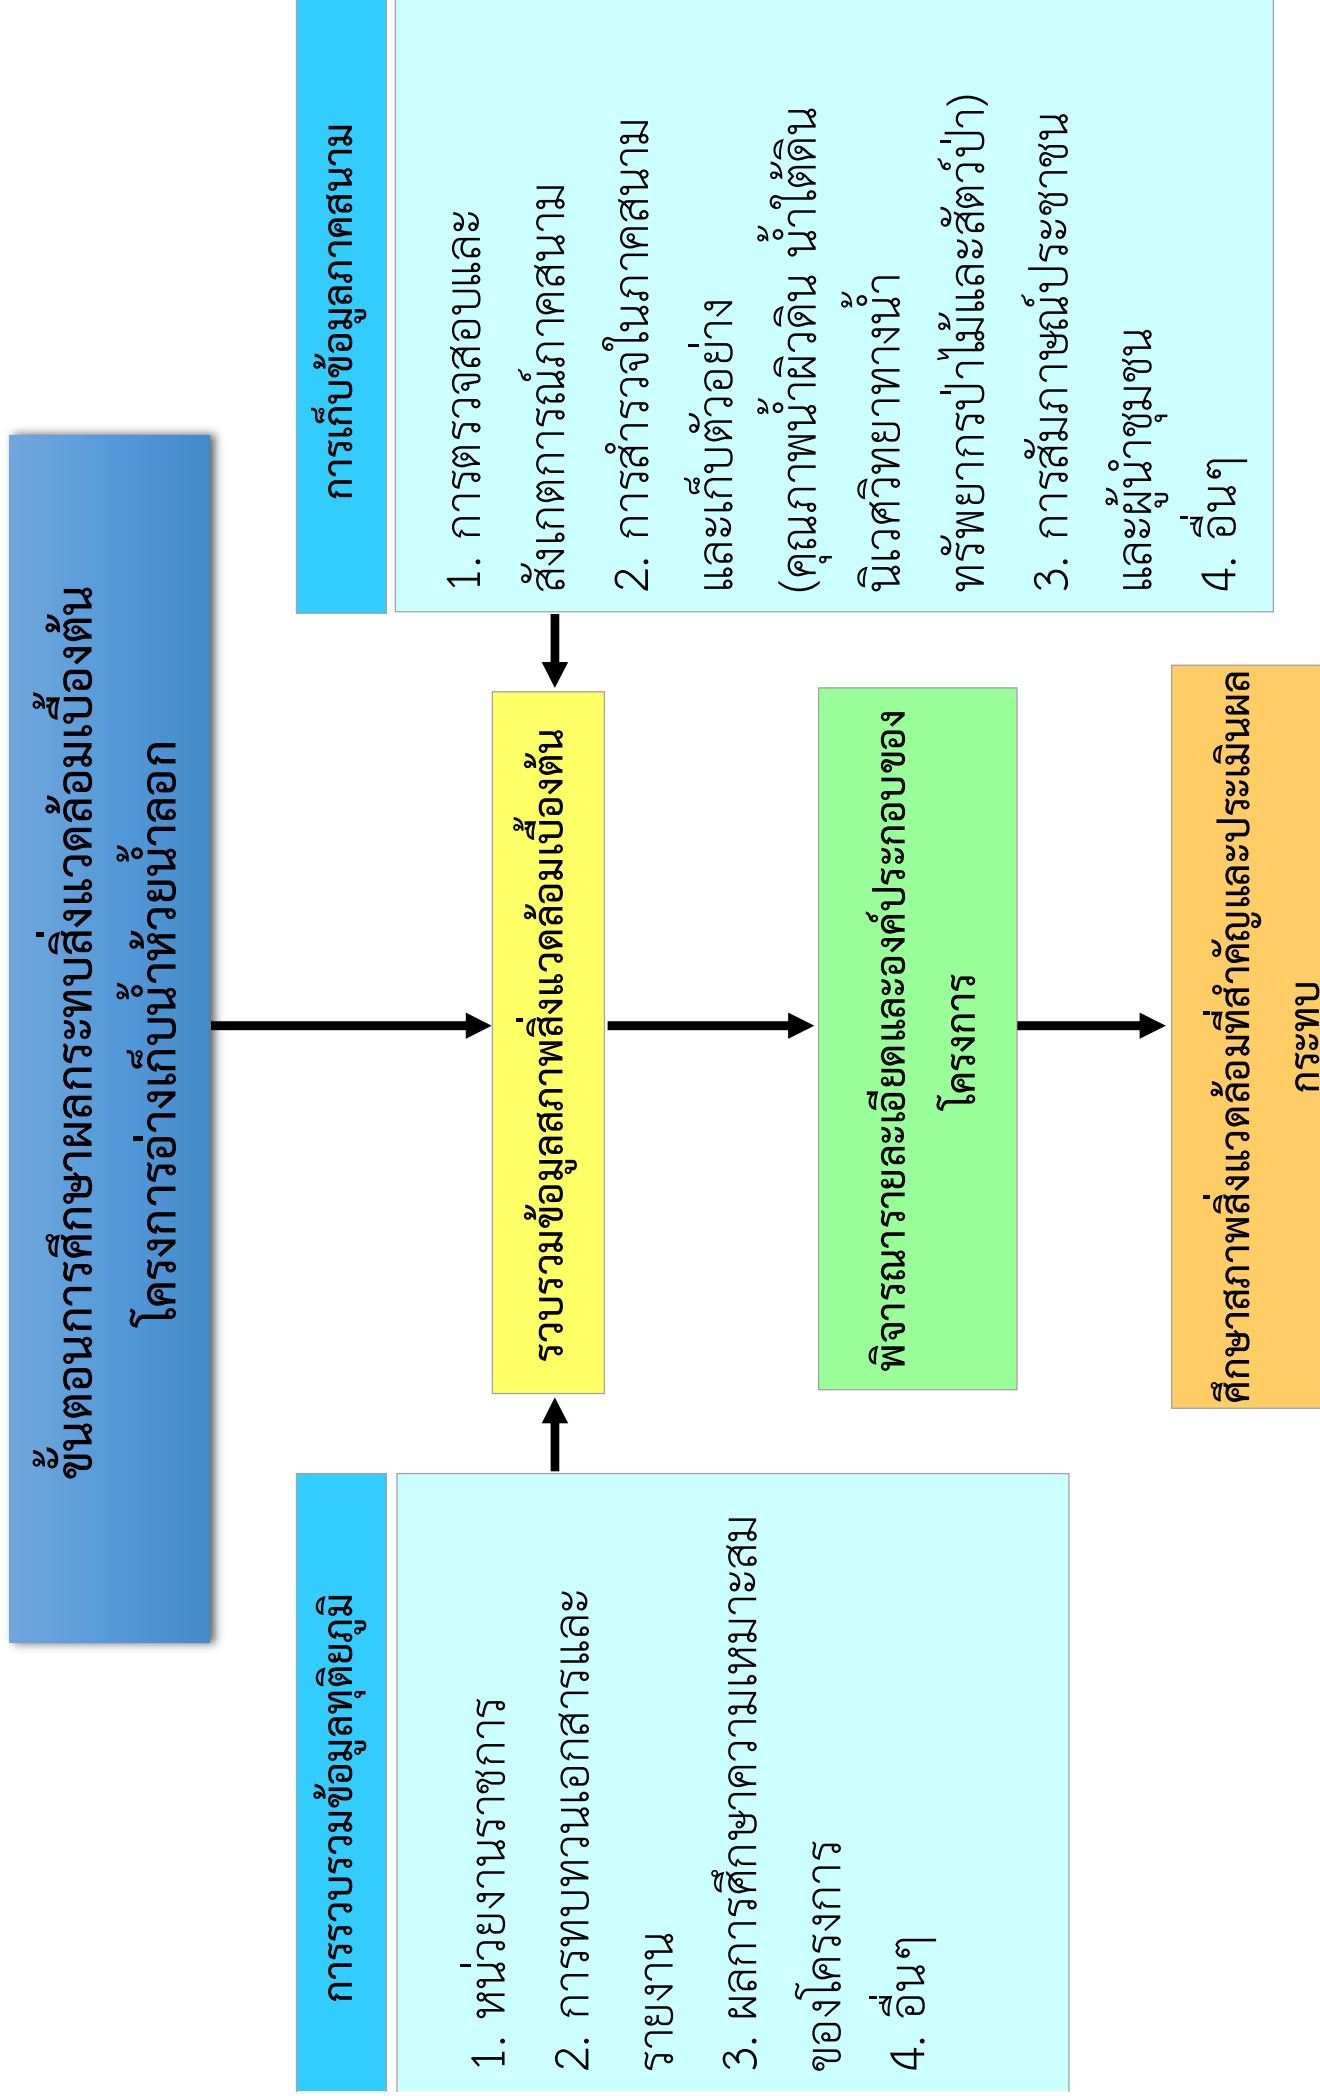 ขั้นตอนการศึกษาผลกระทบสิ่งแวดล้อมเบื้องต้น
โครงการอ่างเก็บน้ำห้วยน้ำลอก
การรวบรวมข้อมูลทุติยภูมิ
1. หน่วยงานราชการ
2. การทบทวนเอกสารและ
รายงาน
3. ผลการศึกษาความเหมาะสม
ของโครงการ
4. อื่นๆ
รวบรวมข้อมูลสภาพสิ่งแวดล้อมเบื้องต้น
พิจารณารายละเอียดและองค์ประกอบของ
โครงการ
ศึกษาสภาพสิ่งแวดล้อมที่สำคัญและประเมินผล
กระทบ
การเก็บข้อมูลภาคสนาม
1. การตรวจสอบและ
สังเกตการณ์ภาคสนาม
2. การสำรวจในภาคสนาม
และเก็บตัวอย่าง
(คุณภาพน้ำผิวดิน น้ำใต้ดิน
นิเวศวิทยาทางน้ำ
ทรัพยากรป่าไม้และสัตว์ป่า)
3. การสัมภาษณ์ประชาชน
และผู้นำชุมชน
4. อื่นๆ